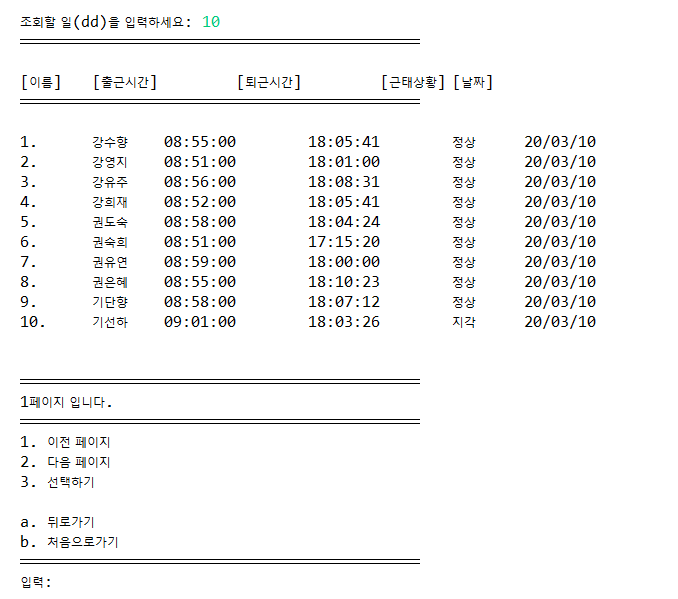 조회할 일(dd)을 입력하세요: 10
[이름] [출근시간] [퇴근시간] [근태상황] [날짜]
1. 강수향 08:55:00 18:05:41 정상 20/03/10
2. 강영지 08:51:00 18:01:00 정상 20/03/10
3. 강유주 08:56:00 18:08:31 정상 20/03/10
4. 강희재 08:52:00 18:05:41 정상 20/03/10
5. 권도숙 08:58:00 18:04:24 정상 20/03/10
6. 권숙희 08:51:00 17:15:20 정상 20/03/10
7. 권유연 08:59:00 18:00:00 정상 20/03/10
8. 권은혜 08:55:00 18:10:23 정상 20/03/10
9. 기단향 08:58:00 18:07:12 정상 20/03/10
10. 기선하 09:01:00 18:03:26 지각 20/03/10
1페이지 입니다.
1. 이전 페이지
2. 다음 페이지
3. 선택하기
a. 뒤로가기
b. 처음으로가기
입력: